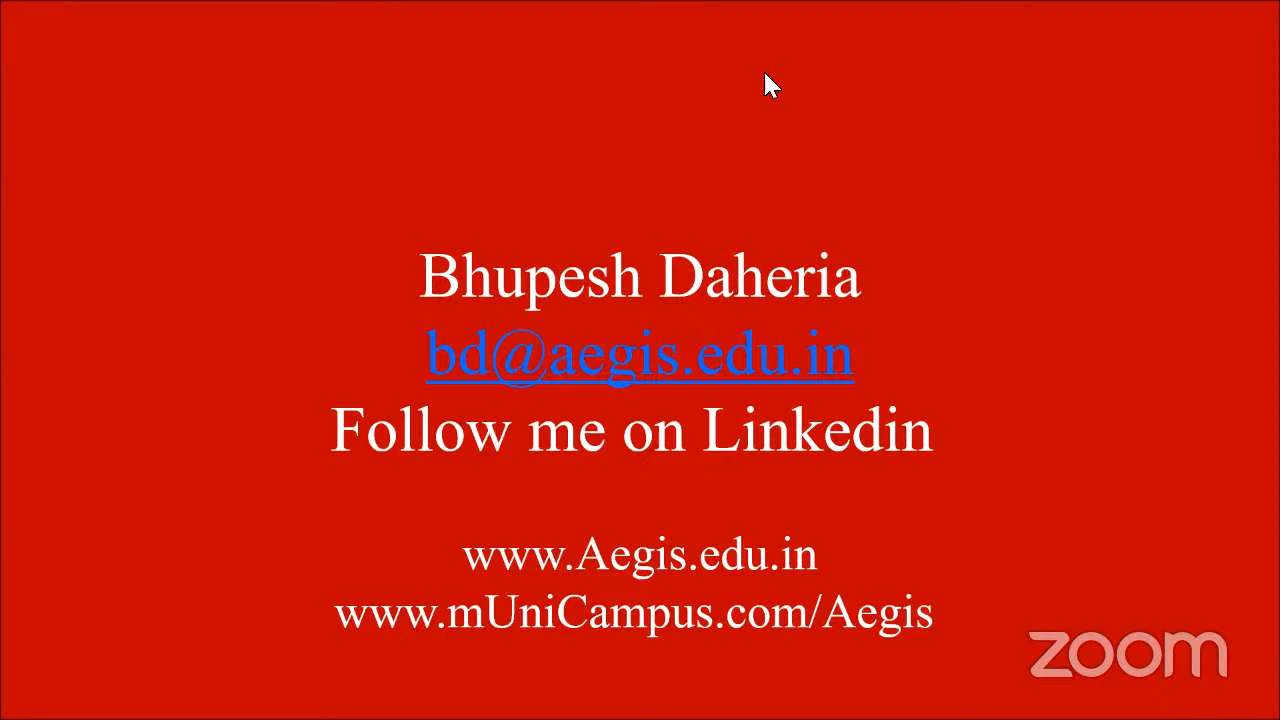 Bhupesh Daheria
bd@aegis.edu.in
Follow me on Linkedin
www.Aegis.edu.in
www.mUniCampus.com/Aegis
zoom